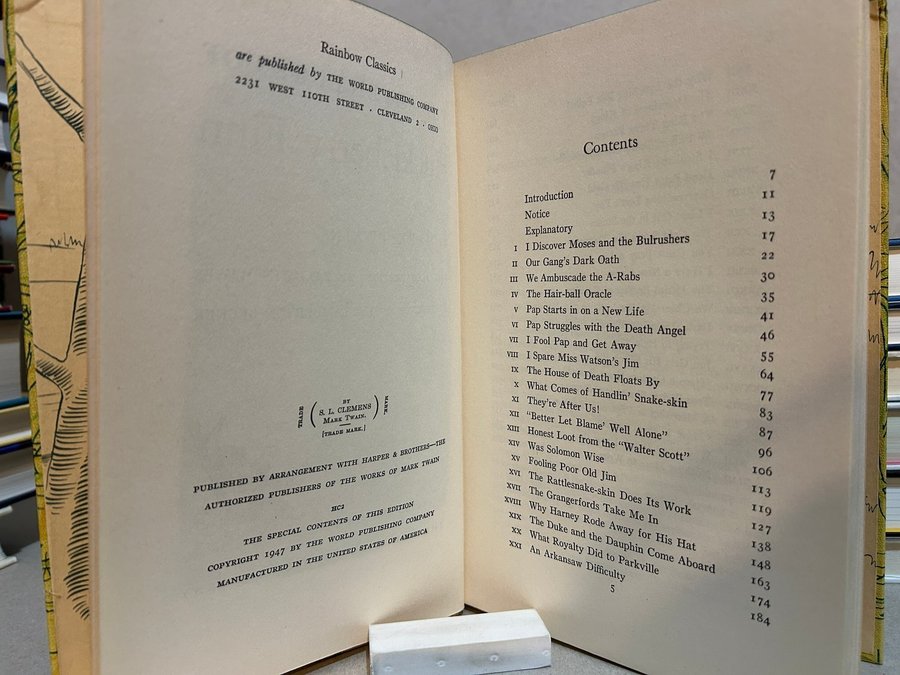 Rainbow Classics
are published by THE WORLD PUBLISHING COMPANY
2231 WEST 110TH STREET · CLEVELAND 2 · OHIO
BY
TRADE ( S. L. CLEMENS ) MARK
MARK TWAIN.
[TRADE MARK.]
PUBLISHED BY ARRANGEMENT WITH HARPER & BROTHERS—THE
AUTHORIZED PUBLISHERS OF THE WORKS OF MARK TWAIN
HC2
THE SPECIAL CONTENTS OF THIS EDITION
COPYRIGHT 1947 BY THE WORLD PUBLISHING COMPANY
MANUFACTURED IN THE UNITED STATES OF AMERICA
Contents
Introduction 7
Notice 11
Explanatory 13
I I Discover Moses and the Bulrushers 17
II Our Gang's Dark Oath 22
III We Ambuscade the A-Rabs 30
IV The Hair-ball Oracle 35
V Pap Starts in on a New Life 41
VI Pap Struggles with the Death Angel 46
VII I Fool Pap and Get Away 55
VIII I Spare Miss Watson's Jim 64
IX The House of Death Floats By 77
X What Comes of Handlin' Snake-skin 83
XI They're After Us! 87
XII "Better Let Blame' Well Alone" 96
XIII Honest Loot from the "Walter Scott" 106
XIV Was Solomon Wise 113
XV Fooling Poor Old Jim 119
XVI The Rattlesnake-skin Does Its Work 127
XVII The Grangerfords Take Me In 138
XVIII Why Harney Rode Away for His Hat 148
XIX The Duke and the Dauphin Come Aboard 163
XX What Royalty Did to Parkville 174
XXI An Arkansaw Difficulty 184
5